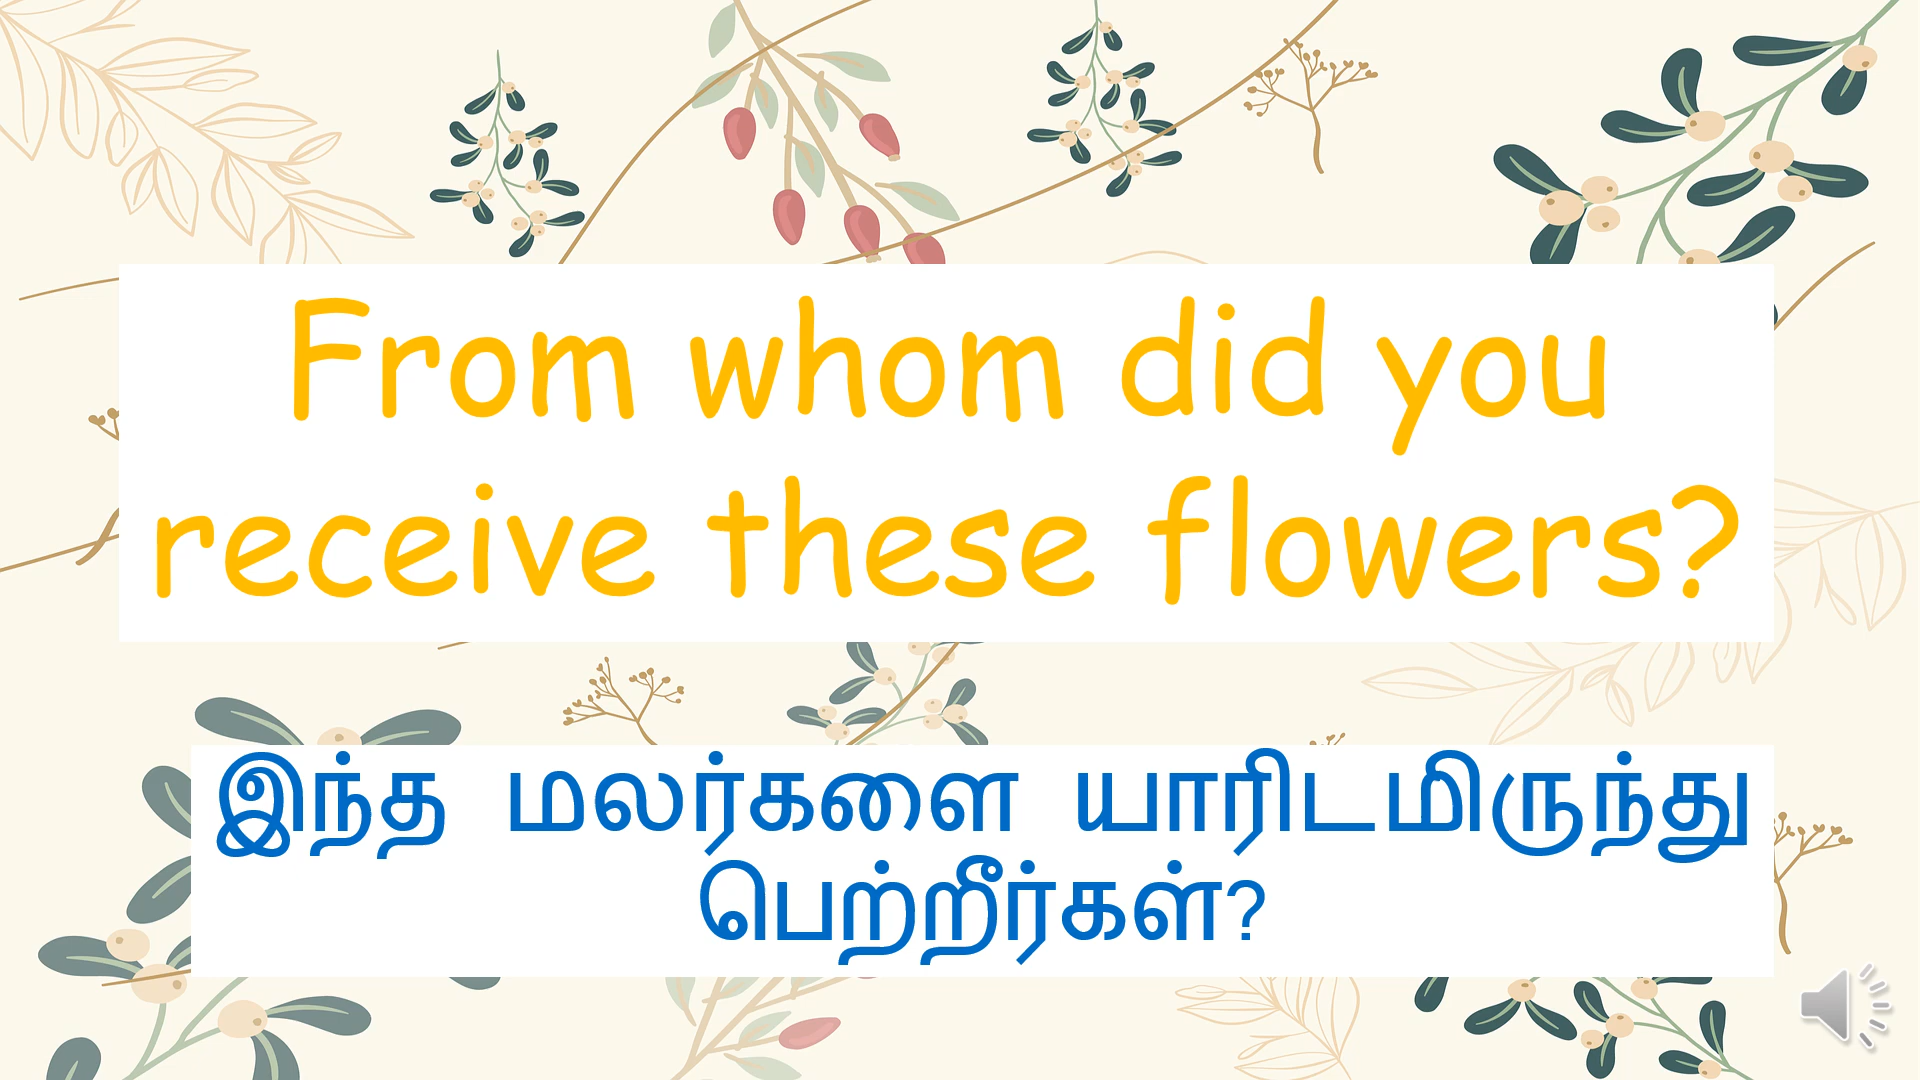 From whom did you
receive these flowers?
இந்த மலர்களை யாரிடமிருந்து
பெற்றீர்கள்?